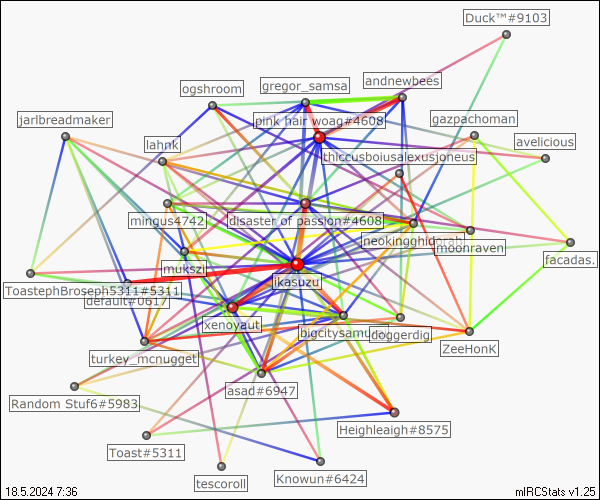 Duck™#9103
andnewbees
gregor_samsa
ogshroom
jarlbreadmaker
pink hair woag#4608
gazpachoman
avelicious
lahnk
thiccusboiusalexusjoneus
mingus4742
disaster of passion#4608
neokingghidorah
moonraven
mukszi
facadas.
ikasuzu
ToastephBroseph5311#5311
default#0617
xenoyaut
bigcitysamurai
doggerdig
ZeeHonK
turkey_mcnugget
asad#6947
Random Stuf6#5983
Heighleaigh#8575
Toast#5311
tescoroll
Knowun#6424
18.5.2024 7:36
mIRCStats v1.25